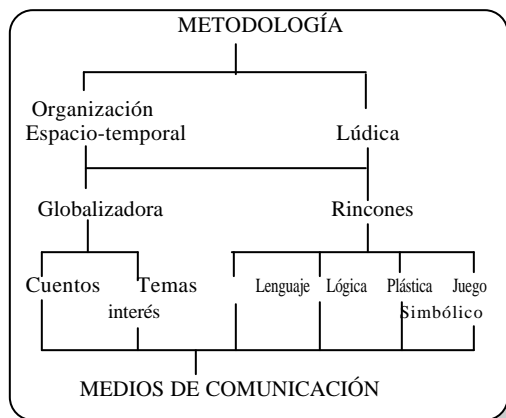 METODOLOGÍA
Organización
Espacio-temporal Lúdica
Globalizadora Rincones
Cuentos Temas Lenguaje Lógica Plástica Juego
interés Simbólico
MEDIOS DE COMUNICACIÓN